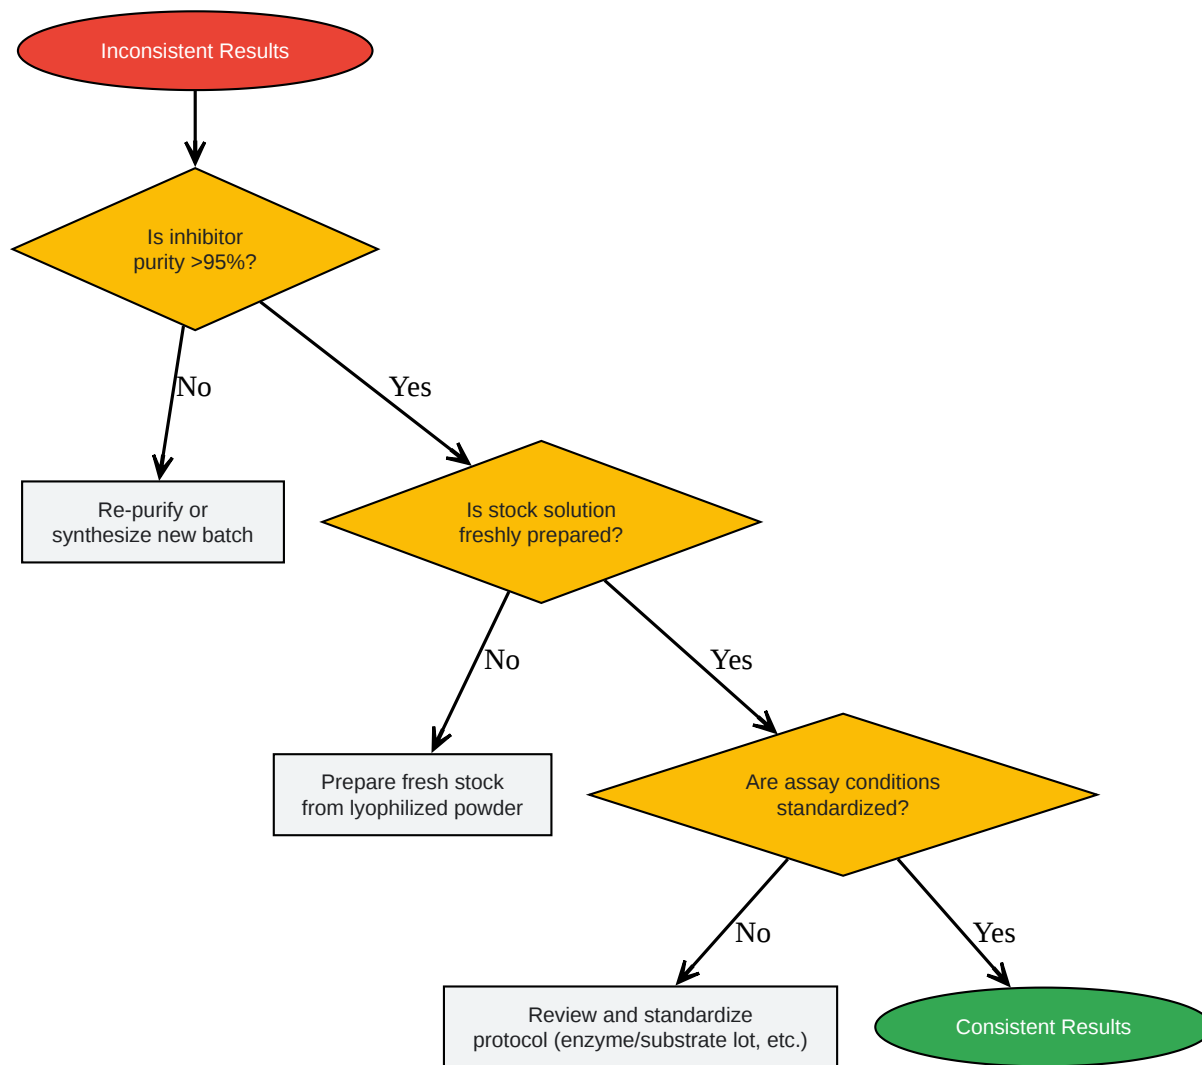 Inconsistent Results
Is inhibitor
purity >95%?
No
Yes
Re-purify or
synthesize new batch
Is stock solution
freshly prepared?
No
Yes
Prepare fresh stock
from lyophilized powder
Are assay conditions
standardized?
No
Yes
Review and standardize
protocol (enzyme/substrate lot, etc.)
Consistent Results